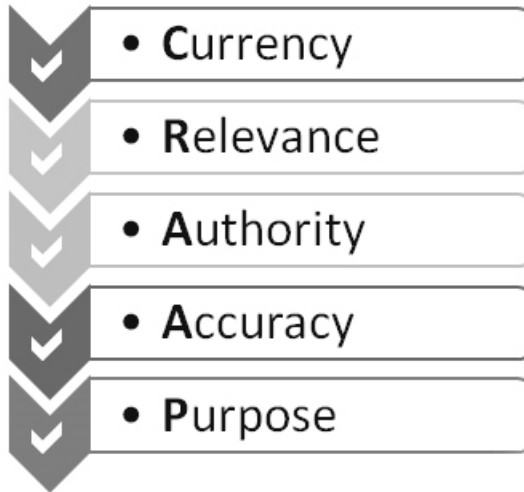 • Currency
• Relevance
• Authority
• Accuracy
• Purpose